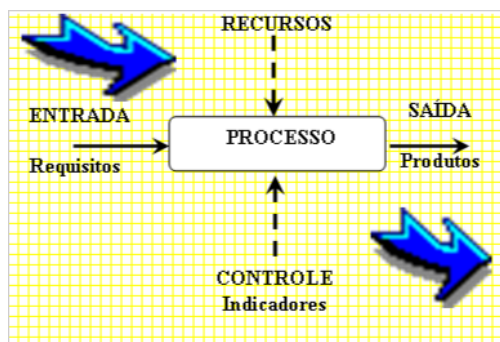 RECURSOS
ENTRADA
Requisitos
PROCESSO
SAÍDA
Produtos
CONTROLE
Indicadores